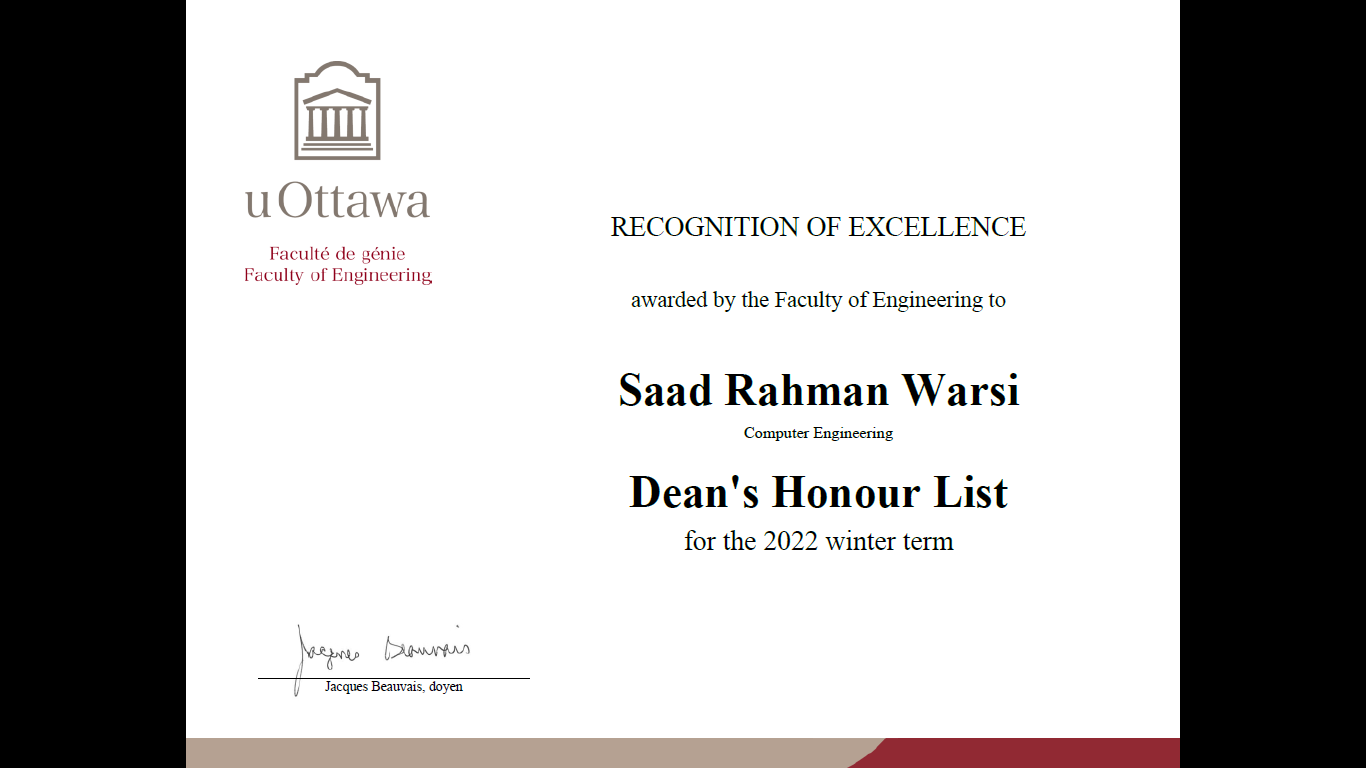 uOttawa
Faculté de génie
Faculty of Engineering
RECOGNITION OF EXCELLENCE
awarded by the Faculty of Engineering to
Saad Rahman Warsi
Computer Engineering
Dean's Honour List
for the 2022 winter term
Jacques Beauvais
Jacques Beauvais, doyen